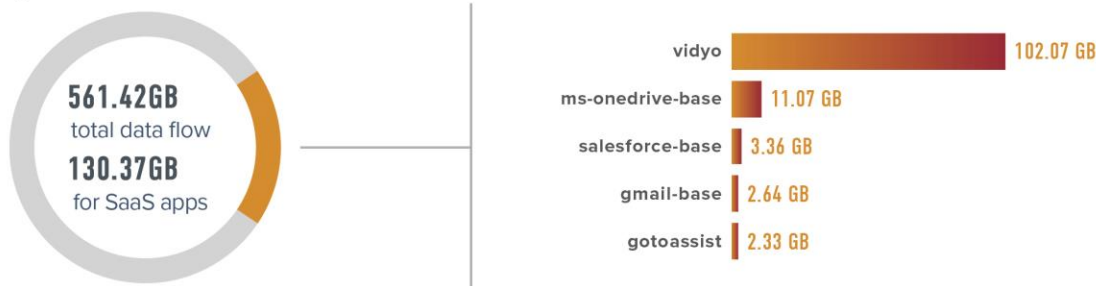 561.42GB
total data flow
130.37GB
for SaaS apps
vidyo 102.07 GB
ms-onedrive-base 11.07 GB
salesforce-base 3.36 GB
gmail-base 2.64 GB
gotoassist 2.33 GB